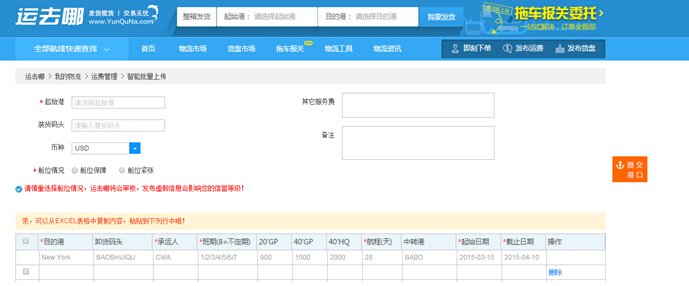 运去哪 发货找货 | 交易无忧
www.YunQuNa.com
整箱发货 起始港: 请选择起始港 目的港: 请选择目的港 我要发货
拖车报关委托>
一站式解决，订单全跟踪
全部航线快速查找 首页 物流市场 货盘市场 拖车报关 物流工具 物流资讯 即刻下单 发布运费 发布货盘
运去哪 > 我的物流 > 运费管理 > 智能批量上传
* 起始港 请选择起始港 其它服务费
装货码头 请输入装货码头 备注
币种 USD
* 舱位情况 舱位保障 舱位紧张
请慎重选择舱位情况，运去哪将会审核，发布虚假信息会影响您的信誉等级！
提交港口
亲，可以从EXCEL表格中复制内容，粘贴到下列行中哦！
*目的港 卸货码头 *承运人 *班期(8=不定期) 20'GP 40'GP 40'HQ *航程(天) 中转港 *起始日期 *截止日期 操作
New York BAOSHUIQU CMA 1/2/3/4/5/6/7 900 1500 2000 28 BABO 2015-03-15 2015-04-10
删除